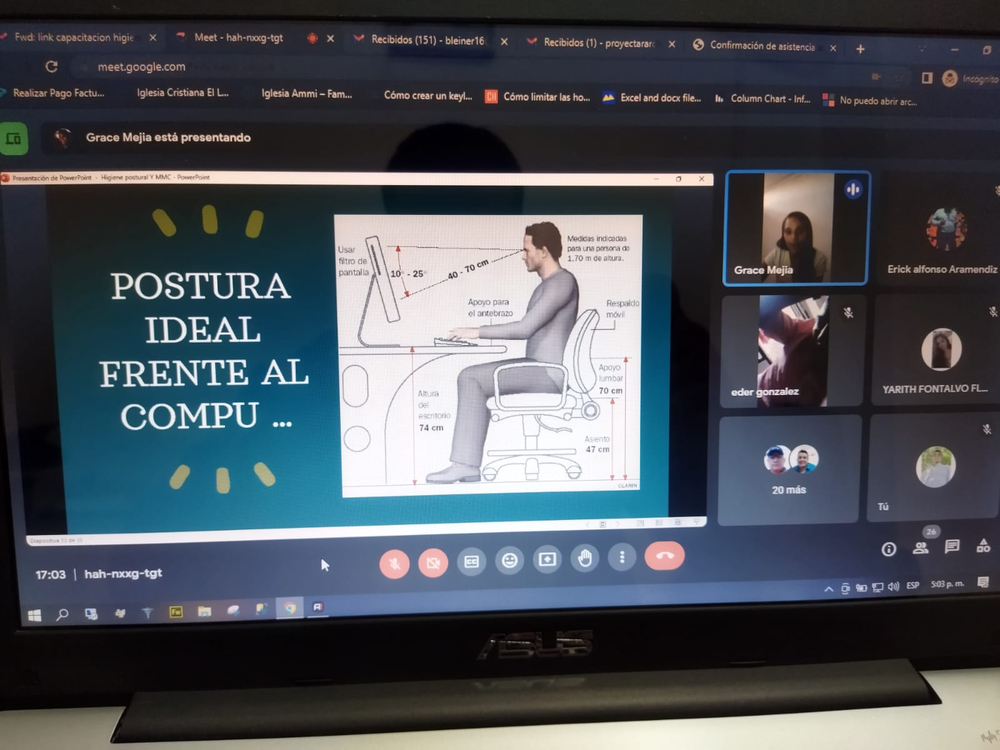 Fwd: link capacitacion higie
Meet - hah-nxxg-tgt
Recibidos (151) - bleiner16
Recibidos (1) - proyectararc
Confirmación de asistencia
meet.google.com
Incógnito
Realizar Pago Factu...
Iglesia Cristiana El L...
Iglesia Ammi – Fam...
Cómo crear un keyl...
CH
Cómo limitar las ho...
Excel and docx file...
Column Chart - Inf...
No puedo abrir arc...
Grace Mejia está presentando
Presentación de PowerPoint - Higiene postural Y MMC - PowerPoint
POSTURA
IDEAL
FRENTE AL
COMPU ...
Usar
filtro de
pantalla
10° - 25°
40 - 70 cm
Medidas indicadas
para una persona de
1,70 m de altura.
Apoyo para
el antebrazo
Respaldo
móvil
Apoyo
lumbar
70 cm
Altura
del
escritorio
74 cm
Asiento
47 cm
CLARIN
Diapositiva 12 de 25
Grace Mejia
Erick alfonso Aramendiz
eder gonzalez
YARITH FONTALVO FL...
20 más
Tú
26
17:03 | hah-nxxg-tgt
Fw
ESP
5:03 p. m.
ASUS